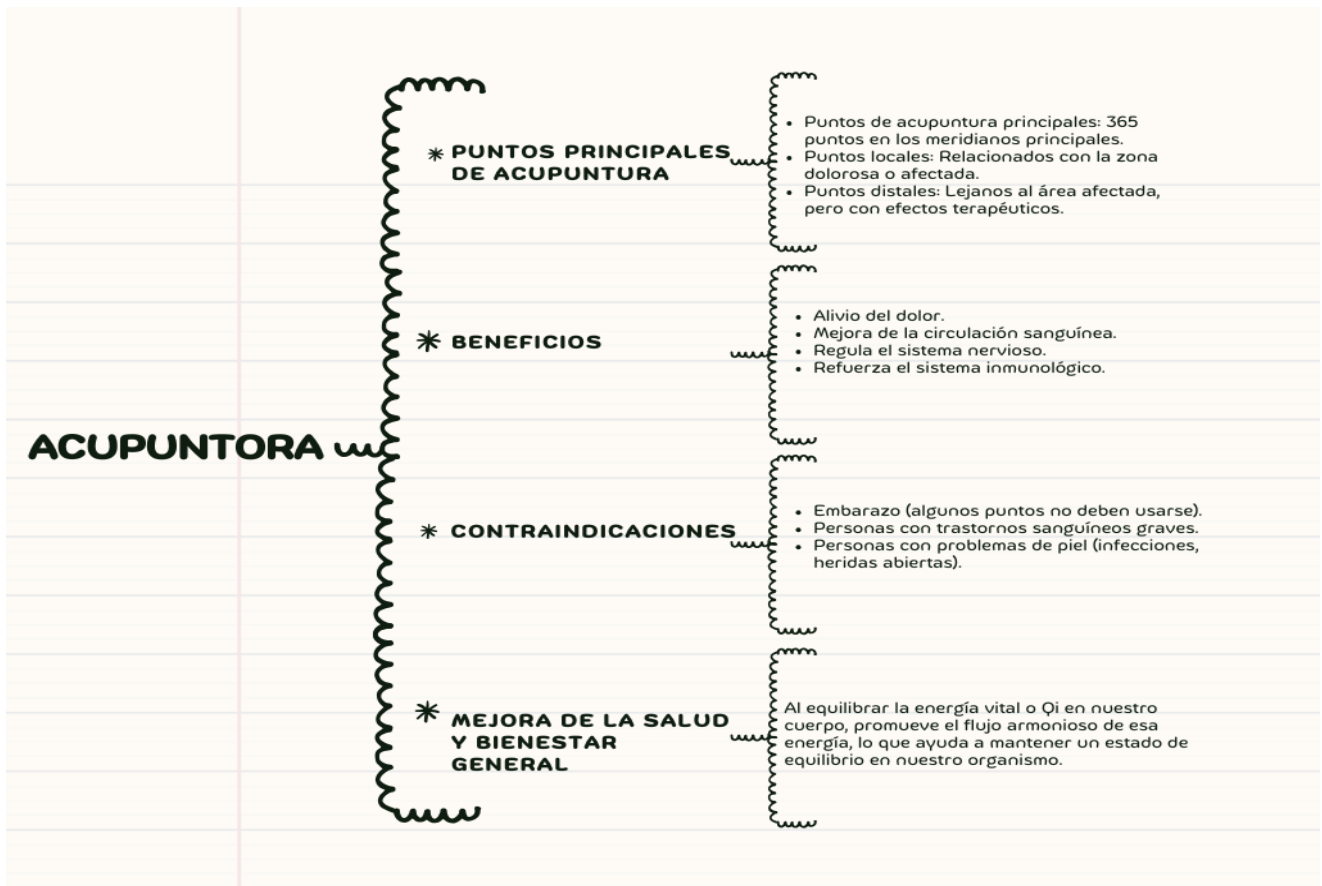 ACUPUNTORA
* PUNTOS PRINCIPALES
DE ACUPUNTURA
• Puntos de acupuntura principales: 365
puntos en los meridianos principales.
• Puntos locales: Relacionados con la zona
dolorosa o afectada.
• Puntos distales: Lejanos al área afectada,
pero con efectos terapéuticos.
* BENEFICIOS
• Alivio del dolor.
• Mejora de la circulación sanguínea.
• Regula el sistema nervioso.
• Refuerza el sistema inmunológico.
* CONTRAINDICACIONES
• Embarazo (algunos puntos no deben usarse).
• Personas con trastornos sanguíneos graves.
• Personas con problemas de piel (infecciones,
heridas abiertas).
* MEJORA DE LA SALUD
Y BIENESTAR
GENERAL
Al equilibrar la energía vital o Qi en nuestro
cuerpo, promueve el flujo armonioso de esa
energía, lo que ayuda a mantener un estado de
equilibrio en nuestro organismo.